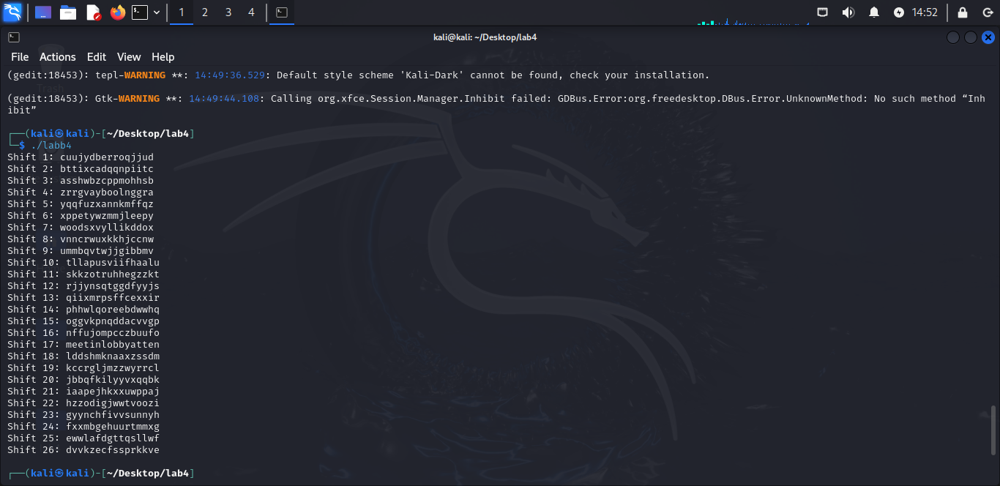 1 2 3 4 14:52
kali@kali: ~/Desktop/lab4
File Actions Edit View Help
(gedit:18453): tepl-WARNING **: 14:49:36.529: Default style scheme 'Kali-Dark' cannot be found, check your installation.
(gedit:18453): Gtk-WARNING **: 14:49:44.108: Calling org.xfce.Session.Manager.Inhibit failed: GDBus.Error:org.freedesktop.DBus.Error.UnknownMethod: No such method “Inh
ibit”
┌──(kali㉿kali)-[~/Desktop/lab4]
└─$ ./labb4
Shift 1: cuujydberroqjjud
Shift 2: bttixcadqqnpiitc
Shift 3: asshwbzcppmohhsb
Shift 4: zrrgvayboolnggra
Shift 5: yqqfuzxannkmffqz
Shift 6: xppetywzmmjleepy
Shift 7: woodsxvyllikddox
Shift 8: vnncrwuxkkhjccnw
Shift 9: ummbqvtwjjgibbmv
Shift 10: tllapusviifhaalu
Shift 11: skkzotruhhegzzkt
Shift 12: rjjynsqtggdfyyjs
Shift 13: qiixmrpsffcexxir
Shift 14: phhwlqoreebdwwhq
Shift 15: oggvkpnqddacvvgp
Shift 16: nffujompcczbuufo
Shift 17: meetinlobbyatten
Shift 18: lddshmknaaxzssdm
Shift 19: kccrgljmzzwyrrcl
Shift 20: jbbqfkilyyvxqqbk
Shift 21: iaapejhkxxuwppaj
Shift 22: hzzodigjwwtvoozi
Shift 23: gyynchfivvsunnyh
Shift 24: fxxmbgehuurtmmxg
Shift 25: ewwlafdgttqsllwf
Shift 26: dvvkzecfssprkkve
┌──(kali㉿kali)-[~/Desktop/lab4]